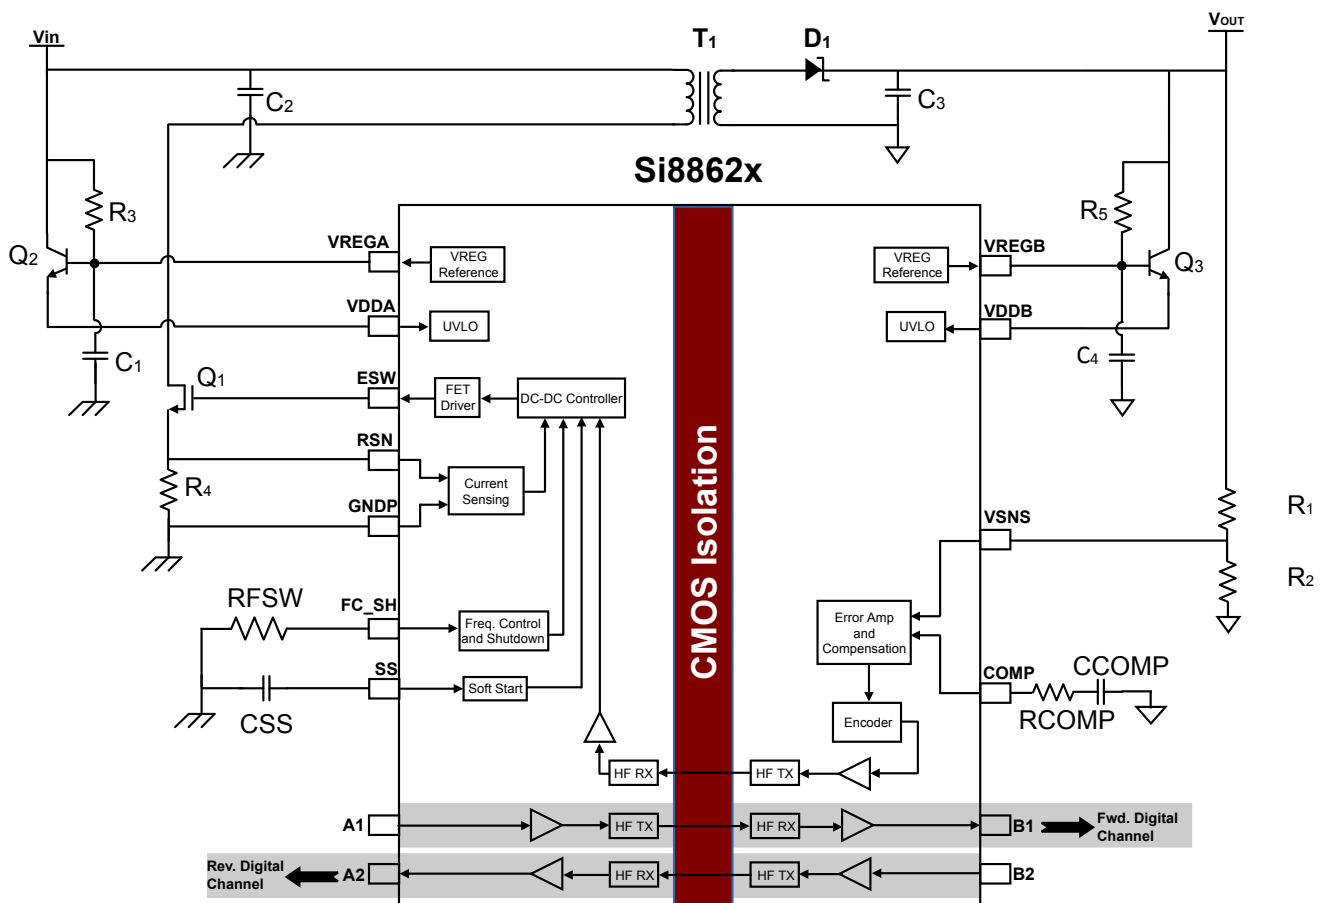 Vin
T1
D1
VOUT
C2
C3
Si8862x
R3
R5
Q2
VREGA
VREG
Reference
VREG
Reference
VREGB
Q3
VDDA
UVLO
UVLO
VDDB
C1
C4
Q1
ESW
FET
Driver
DC-DC Controller
RSN
R4
Current
Sensing
GNDP
CMOS Isolation
VSNS
R1
R2
RFSW
FC_SH
Freq. Control
and Shutdown
Error Amp
and
Compensation
SS
Soft Start
CSS
COMP
CCOMP
RCOMP
Encoder
HF RX
HF TX
A1
HF TX
HF RX
B1
Fwd. Digital
Channel
Rev. Digital
Channel
A2
HF RX
HF TX
B2